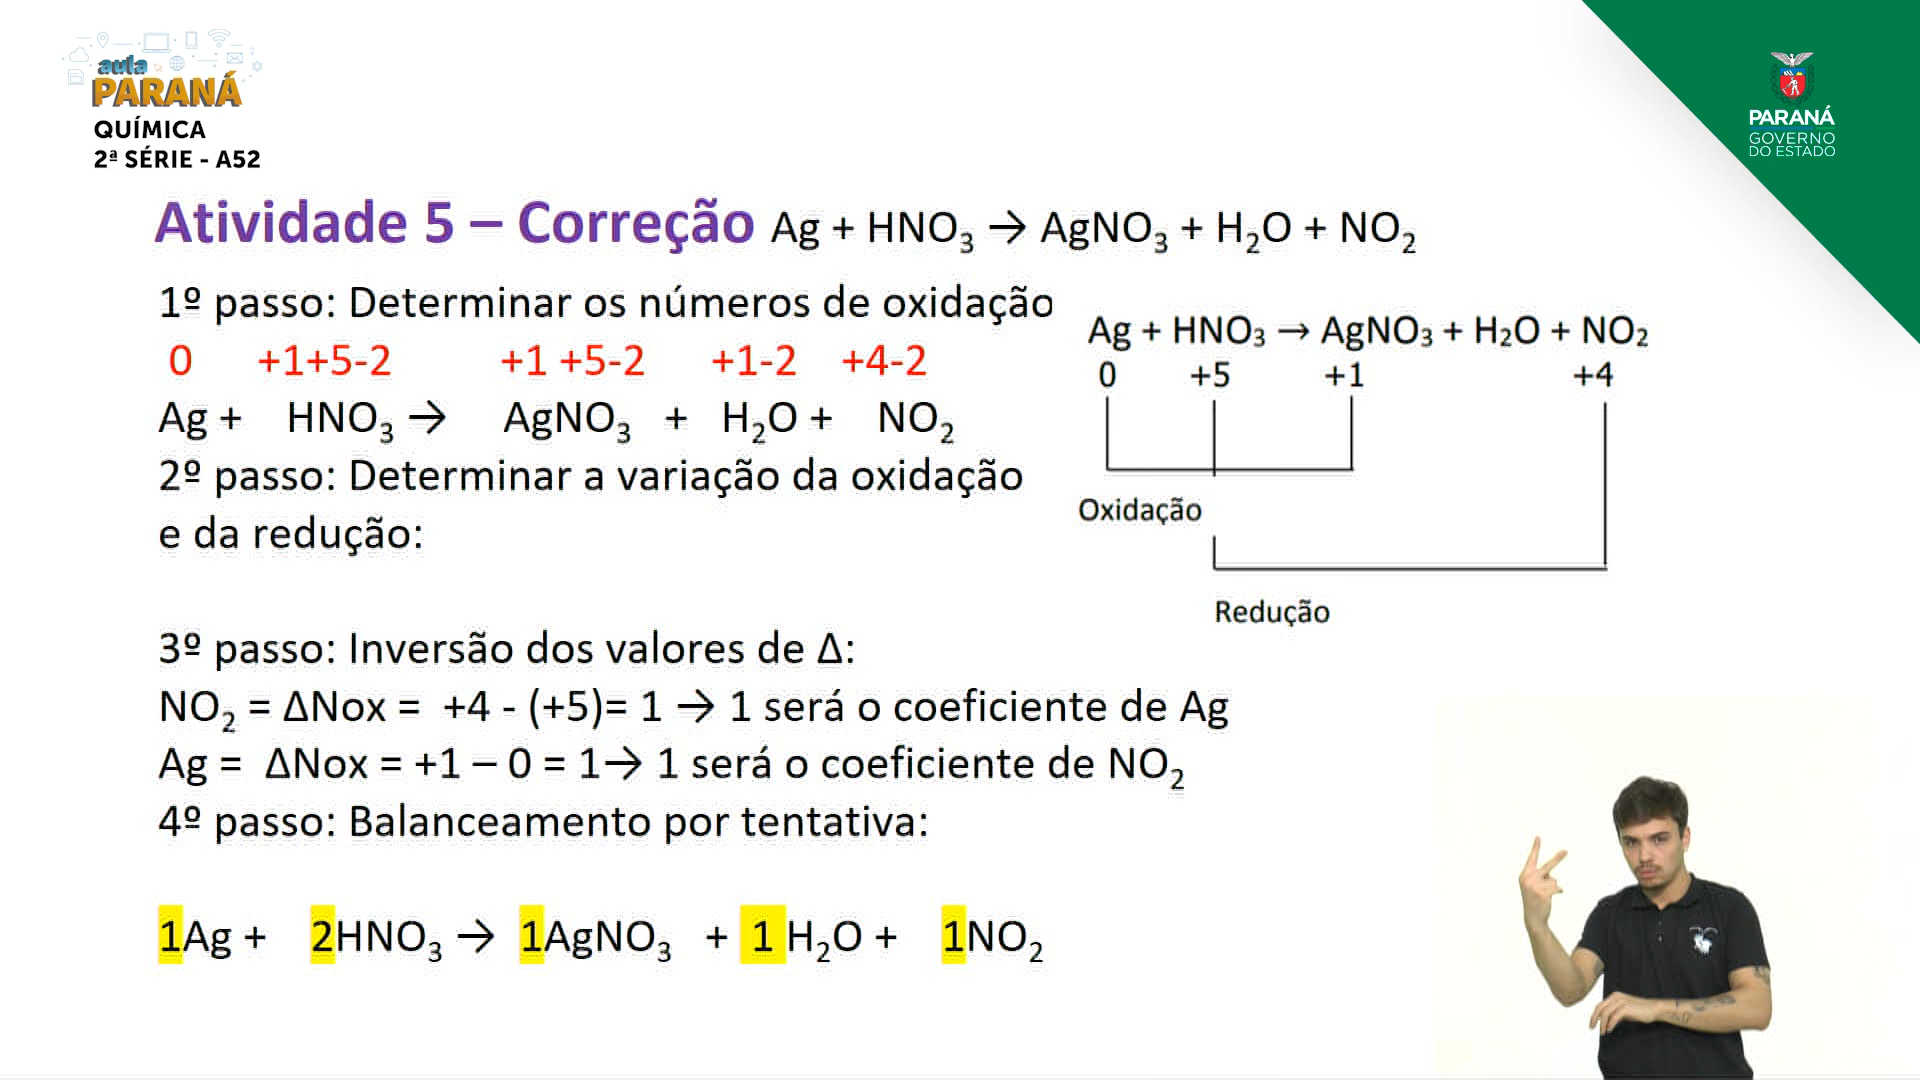 aula
PARANÁ
QUÍMICA
2ª SÉRIE - A52
PARANÁ
GOVERNO
DO ESTADO
Atividade 5 – Correção Ag + HNO₃ → AgNO₃ + H₂O + NO₂
1º passo: Determinar os números de oxidação
0 +1+5-2 +1 +5-2 +1-2 +4-2
Ag + HNO₃ → AgNO₃ + H₂O + NO₂
2º passo: Determinar a variação da oxidação
e da redução:
Ag + HNO₃ → AgNO₃ + H₂O + NO₂
0 +5 +1 +4
Oxidação
Redução
3º passo: Inversão dos valores de Δ:
NO₂ = ΔNox = +4 - (+5)= 1 → 1 será o coeficiente de Ag
Ag = ΔNox = +1 – 0 = 1→ 1 será o coeficiente de NO₂
4º passo: Balanceamento por tentativa:
1Ag + 2HNO₃ → 1AgNO₃ + 1 H₂O + 1NO₂